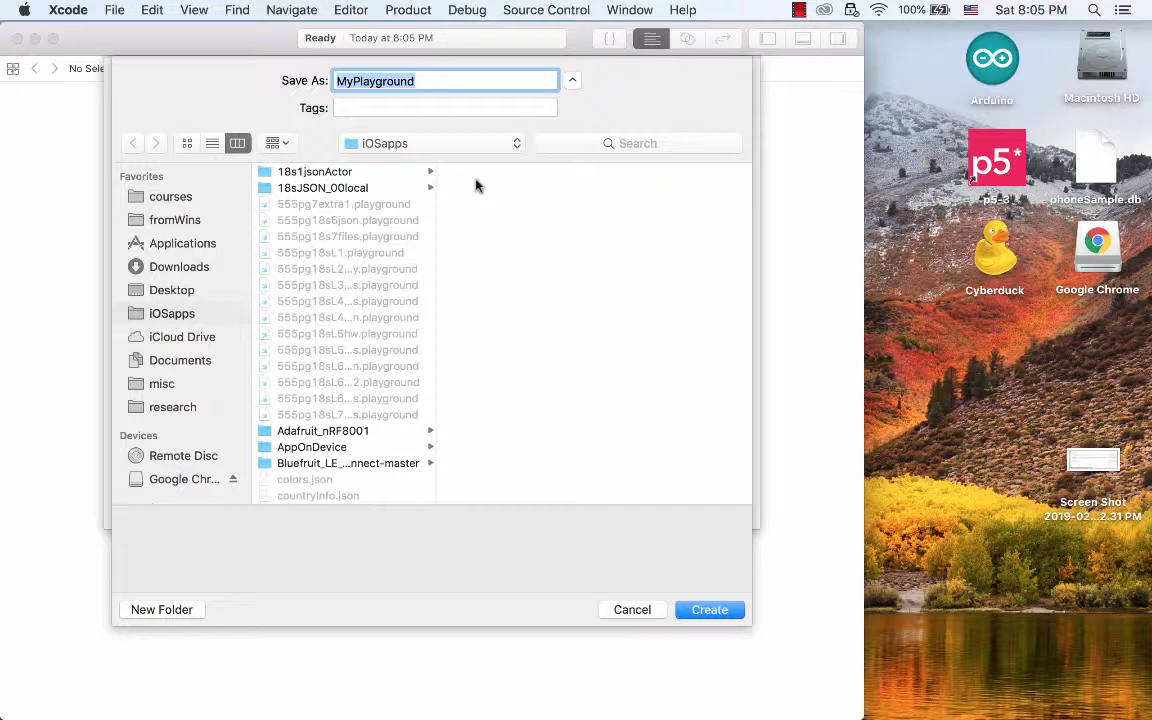 Xcode File Edit View Find Navigate Editor Product Debug Source Control Window Help 100% Sat 8:05 PM
Ready Today at 8:05 PM
No Sele
Save As: MyPlayground
Tags:
iOSapps Search
Favorites
courses
fromWins
Applications
Downloads
Desktop
iOSapps
iCloud Drive
Documents
misc
research
Devices
Remote Disc
Google Chr...
18s1jsonActor
18sJSON_00local
555pg7extra1.playground
555pg18s6json.playground
555pg18s7files.playground
555pg18sL1.playground
555pg18sL2...y.playground
555pg18sL3...s.playground
555pg18sL4...s.playground
555pg18sL4...n.playground
555pg18sL5hw.playground
555pg18sL5...s.playground
555pg18sL6...n.playground
555pg18sL6...2.playground
555pg18sL6...s.playground
555pg18sL7...s.playground
Adafruit_nRF8001
AppOnDevice
Bluefruit_LE_...nnect-master
colors.json
countryInfo.json
New Folder Cancel Create
Arduino
Macintosh HD
p5*
p5-3
phoneSample.db
Cyberduck
Google Chrome
Screen Shot
2019-02...2.31 PM